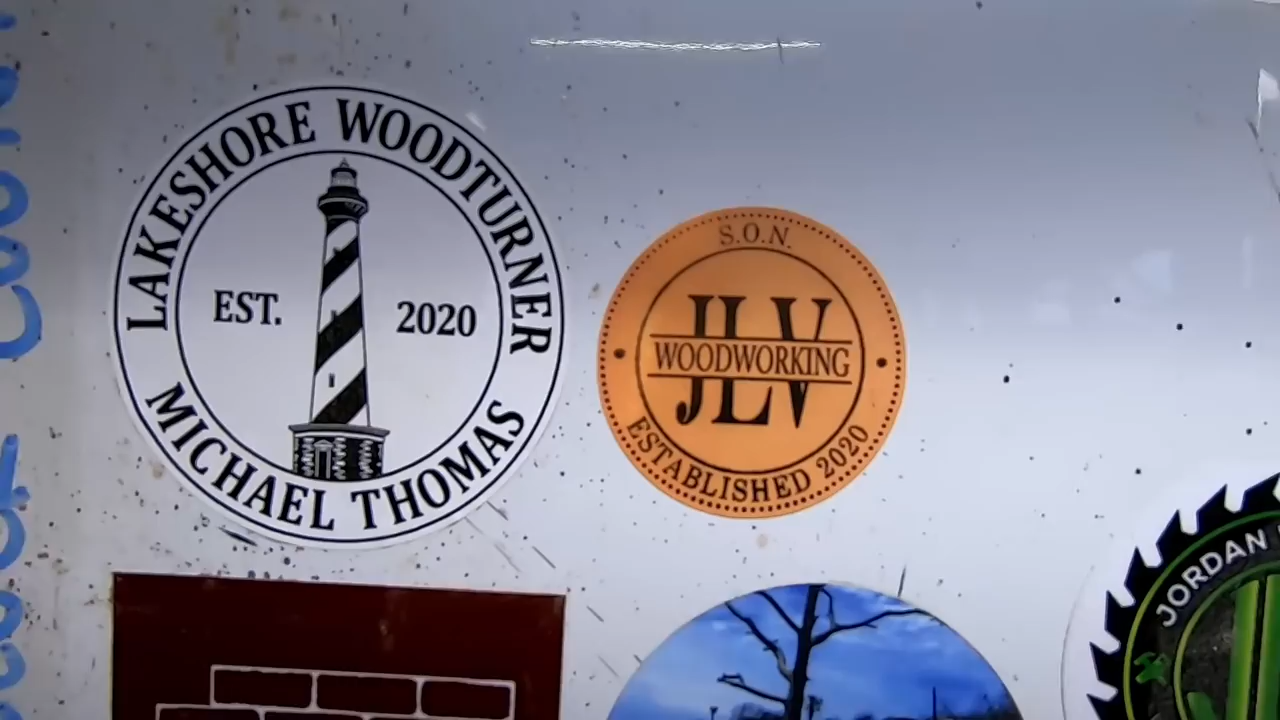 LAKESHORE WOODTURNER
EST. 2020
MICHAEL THOMAS
S.O.N.
JLV
WOODWORKING
ESTABLISHED 2020
JORDAN